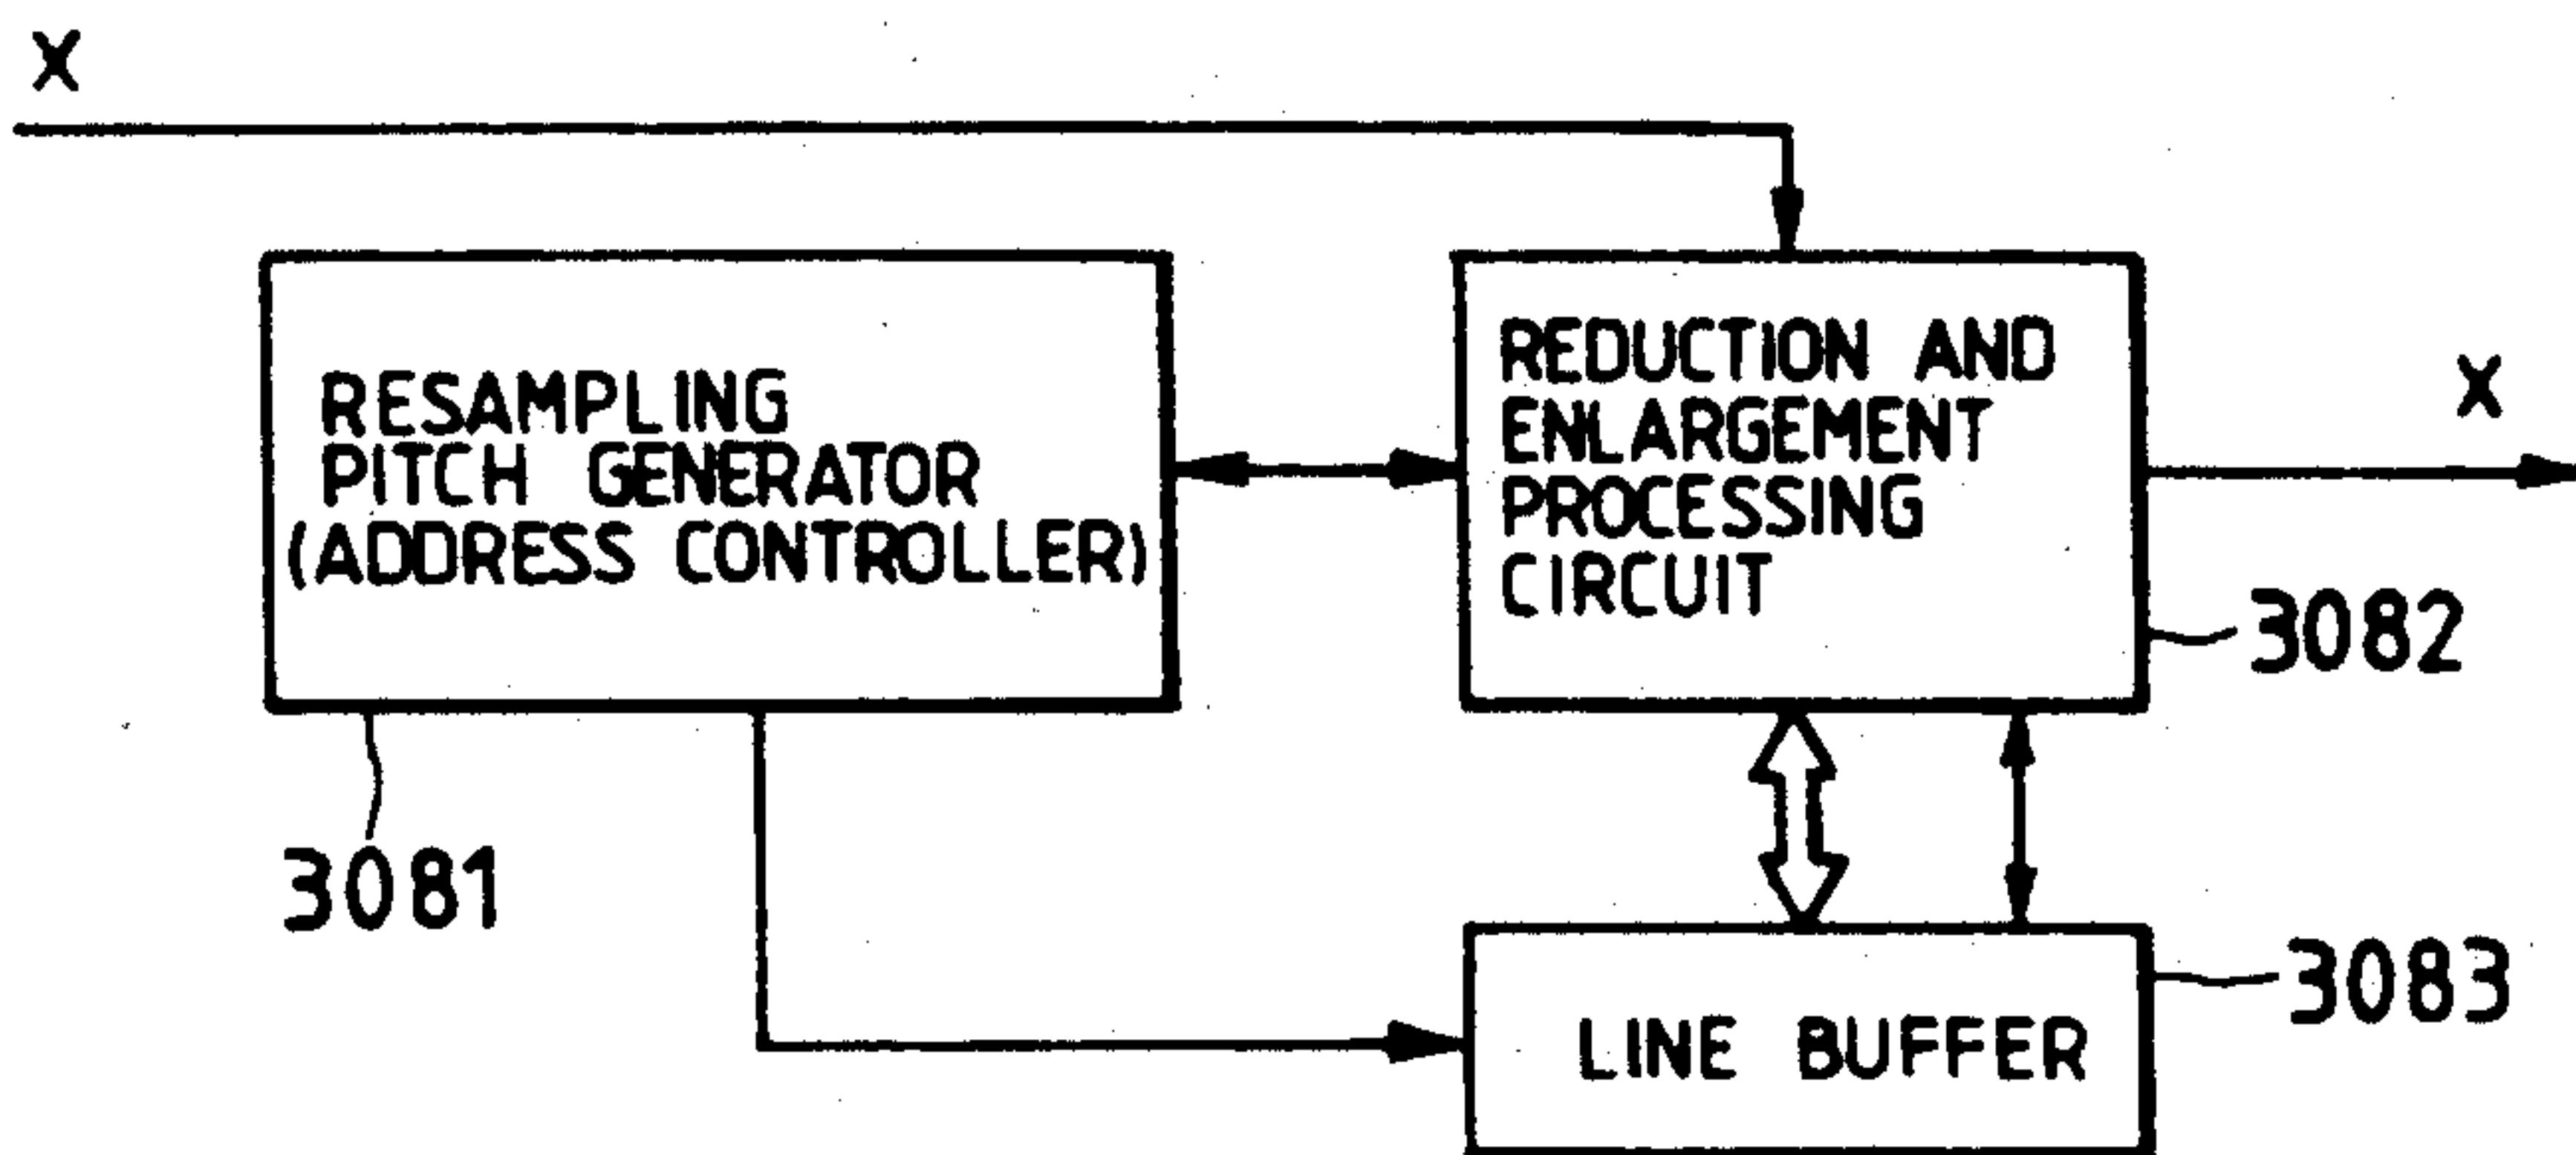 X
RESAMPLING
PITCH GENERATOR
(ADDRESS CONTROLLER)
REDUCTION AND
ENLARGEMENT
PROCESSING
CIRCUIT
X
3082
3081
3083
LINE BUFFER